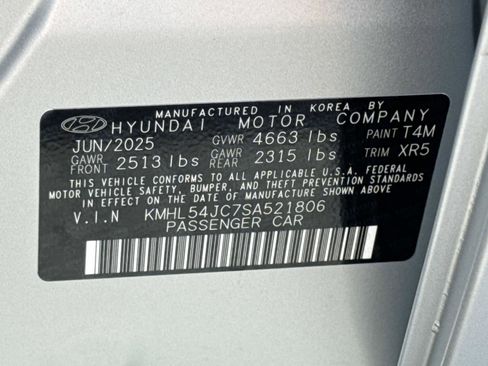 MANUFACTURED IN KOREA BY
HYUNDAI MOTOR COMPANY
JUN/2025 GVWR 4663 lbs PAINT T4M
GAWR FRONT 2513 lbs GAWR REAR 2315 lbs TRIM XR5
THIS VEHICLE CONFORMS TO ALL APPLICABLE U.S.A FEDERAL
MOTOR VEHICLE SAFETY, BUMPER, AND THEFT PREVENTION STANDARDS
IN EFFECT ON THE DATE OF MANUFACTURE SHOWN ABOVE.
V.I.N KMHL54JC7SA521806
PASSENGER CAR